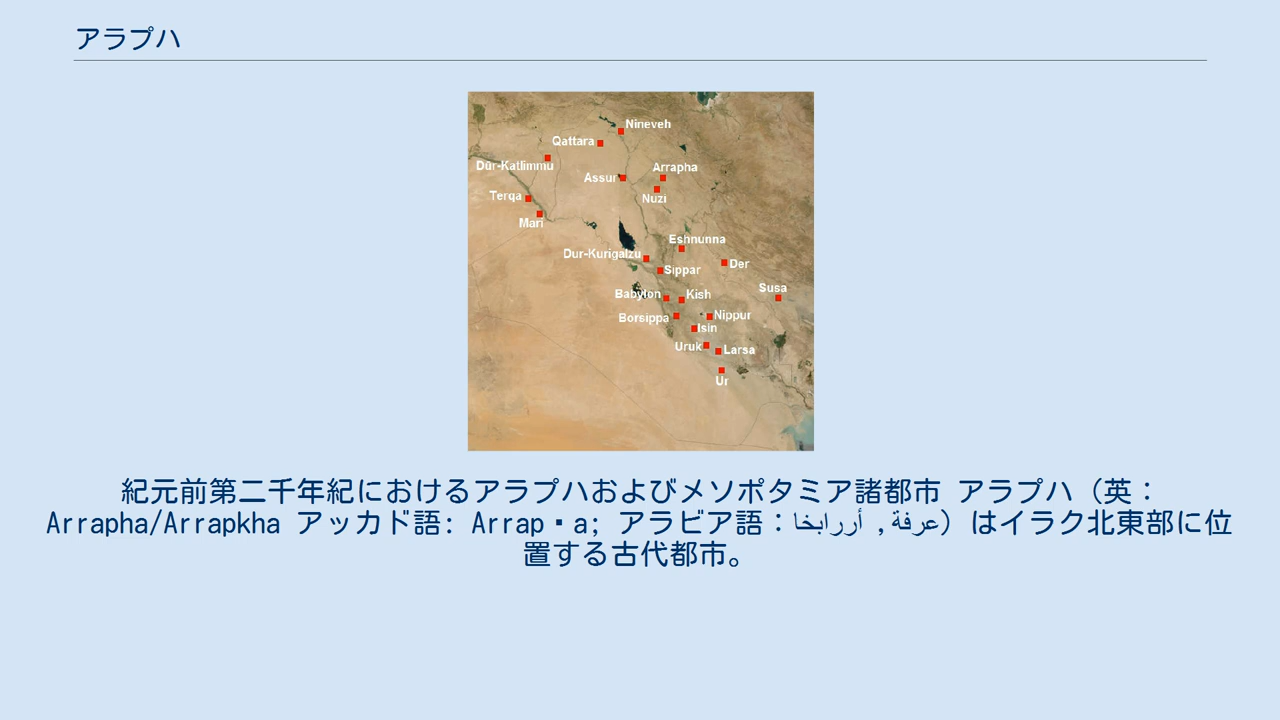 アラプハ
Nineveh
Qattara
Dūr-Katlimmu
Arrapha
Assur
Terqa
Nuzi
Mari
Eshnunna
Dur-Kurigalzu
Der
Sippar
Susa
Babylon
Kish
Borsippa
Nippur
Isin
Uruk
Larsa
Ur
紀元前第二千年紀におけるアラプハおよびメソポタミア諸都市 アラプハ（英：
Arrapha/Arrapkha アッカド語: Arrap·a; アラビア語：عرفة , أررابخا）はイラク北東部に位
置する古代都市。